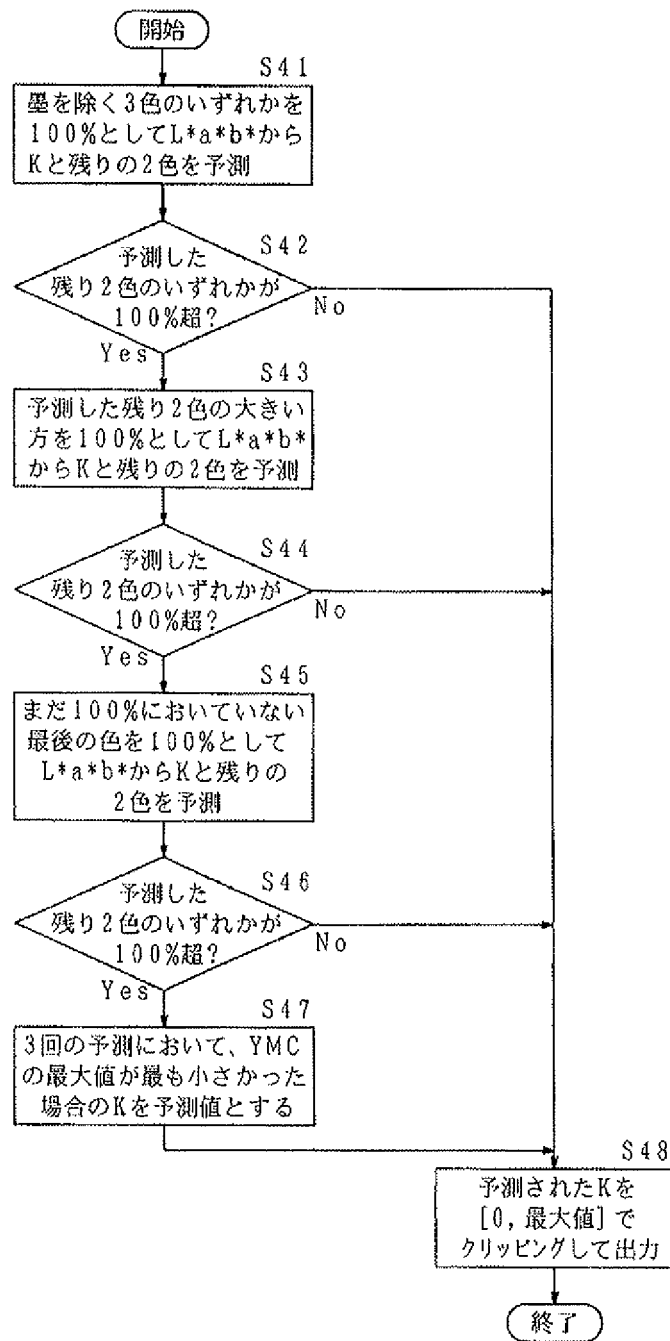 開始
S41
墨を除く3色のいずれかを
100%としてL*a*b*から
Kと残りの2色を予測
S42
予測した
残り2色のいずれかが
100%超?
No
Yes
S43
予測した残り2色の大きい
方を100%としてL*a*b*
からKと残りの2色を予測
S44
予測した
残り2色のいずれかが
100%超?
No
Yes
S45
まだ100%においていない
最後の色を100%として
L*a*b*からKと残りの
2色を予測
S46
予測した
残り2色のいずれかが
100%超?
No
Yes
S47
3回の予測において、YMC
の最大値が最も小さかった
場合のKを予測値とする
S48
予測されたKを
[0,最大値]で
クリッピングして出力
終了